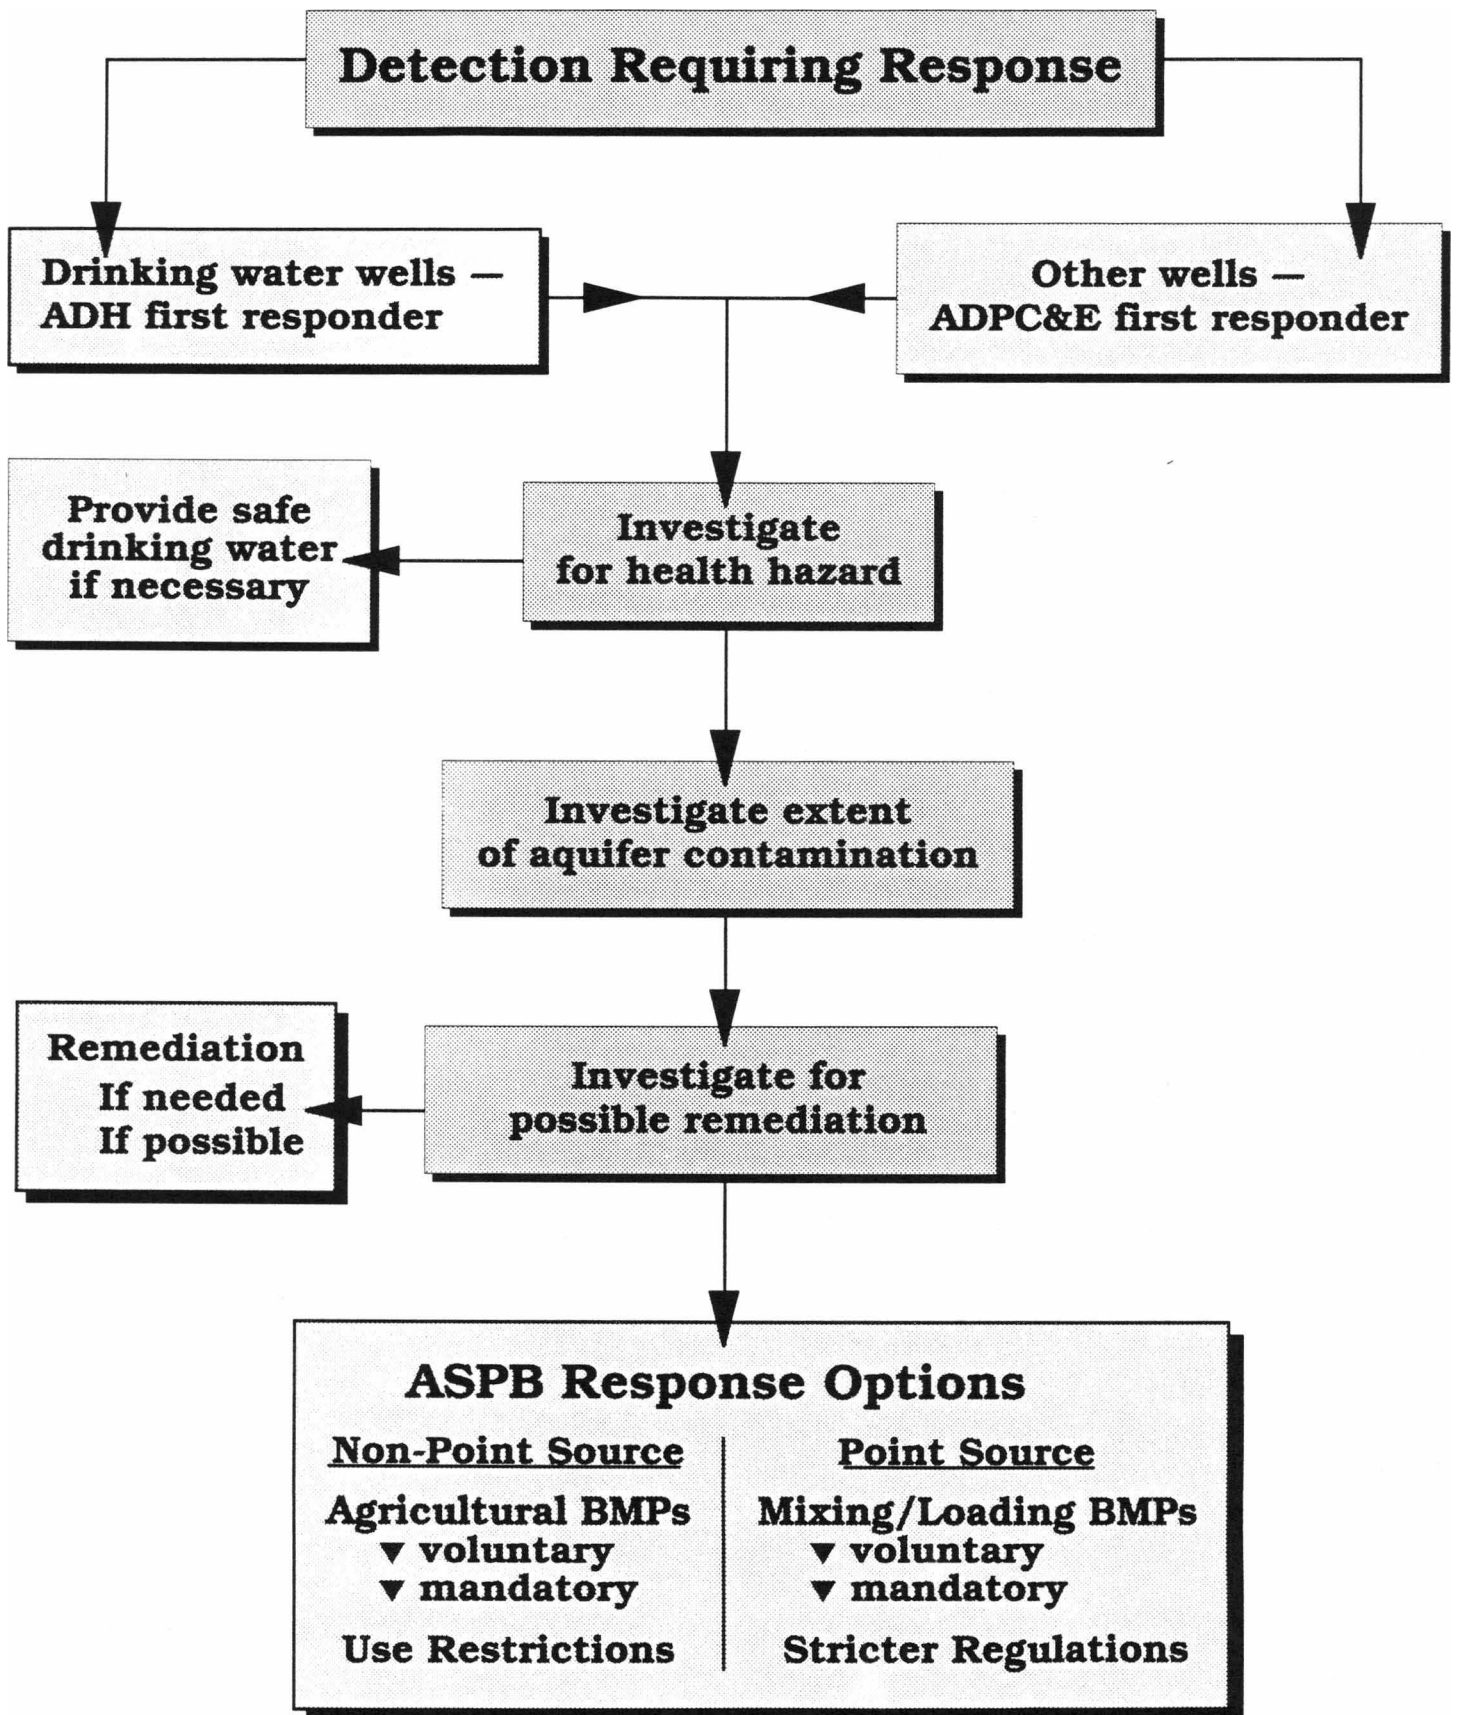 Detection Requiring Response
Drinking water wells —
ADH first responder
Other wells —
ADPC&E first responder
Provide safe
drinking water
if necessary
Investigate
for health hazard
Investigate extent
of aquifer contamination
Remediation
If needed
If possible
Investigate for
possible remediation
ASPB Response Options
Non-Point Source
Agricultural BMPs
▼ voluntary
▼ mandatory
Use Restrictions
Point Source
Mixing/Loading BMPs
▼ voluntary
▼ mandatory
Stricter Regulations